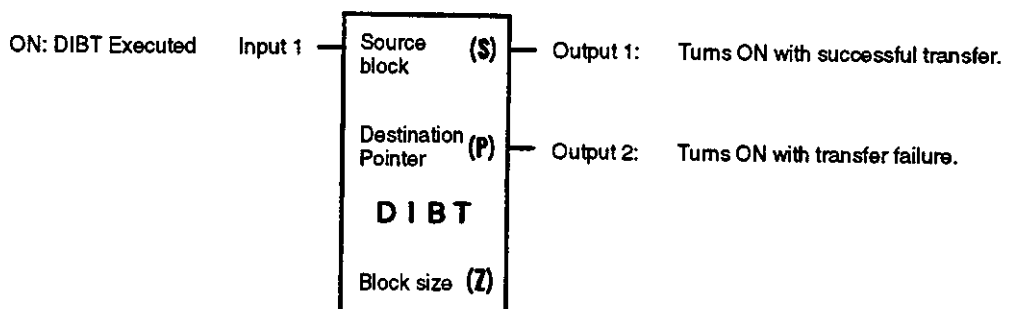 ON: DIBT Executed Input 1 Source block (S) Output 1: Turns ON with successful transfer.
Destination Pointer (P) Output 2: Turns ON with transfer failure.
DIBT
Block size (Z)